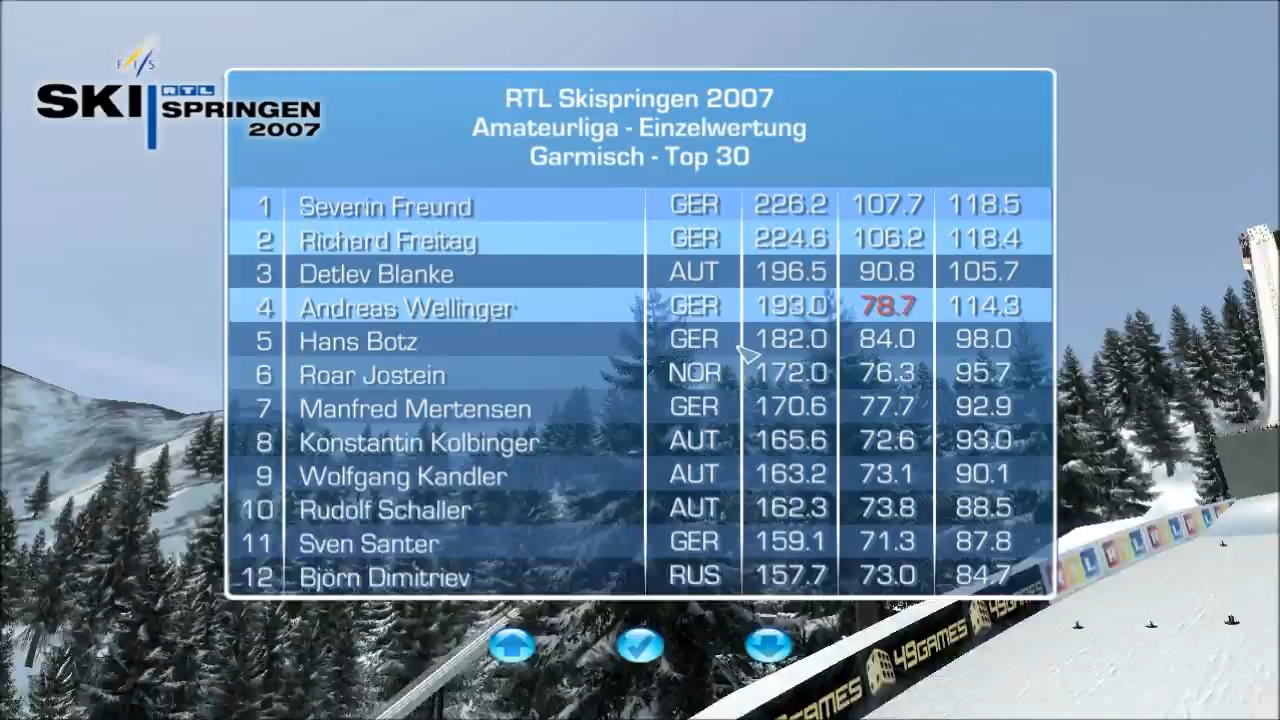 FIS
SKI RTL SPRINGEN
2007
RTL Skispringen 2007
Amateurliga - Einzelwertung
Garmisch - Top 30
1 Severin Freund GER 226.2 107.7 118.5
2 Richard Freitag GER 224.6 106.2 118.4
3 Detlev Blanke AUT 196.5 90.8 105.7
4 Andreas Wellinger GER 193.0 78.7 114.3
5 Hans Botz GER 182.0 84.0 98.0
6 Roar Jostein NOR 172.0 76.3 95.7
7 Manfred Mertensen GER 170.6 77.7 92.9
8 Konstantin Kolbinger AUT 165.6 72.6 93.0
9 Wolfgang Kandler AUT 163.2 73.1 90.1
10 Rudolf Schaller AUT 162.3 73.8 88.5
11 Sven Santer GER 159.1 71.3 87.8
12 Björn Dimitriev RUS 157.7 73.0 84.7
49GAMES